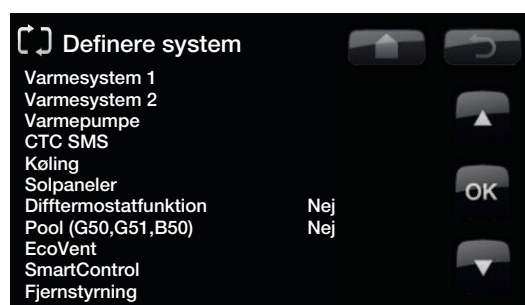 Definere system
Varmesystem 1
Varmesystem 2
Varmepumpe
CTC SMS
Køling
Solpaneler
OK
Difftermostatfunktion Nej
Pool (G50,G51,B50) Nej
EcoVent
SmartControl
Fjernstyrning